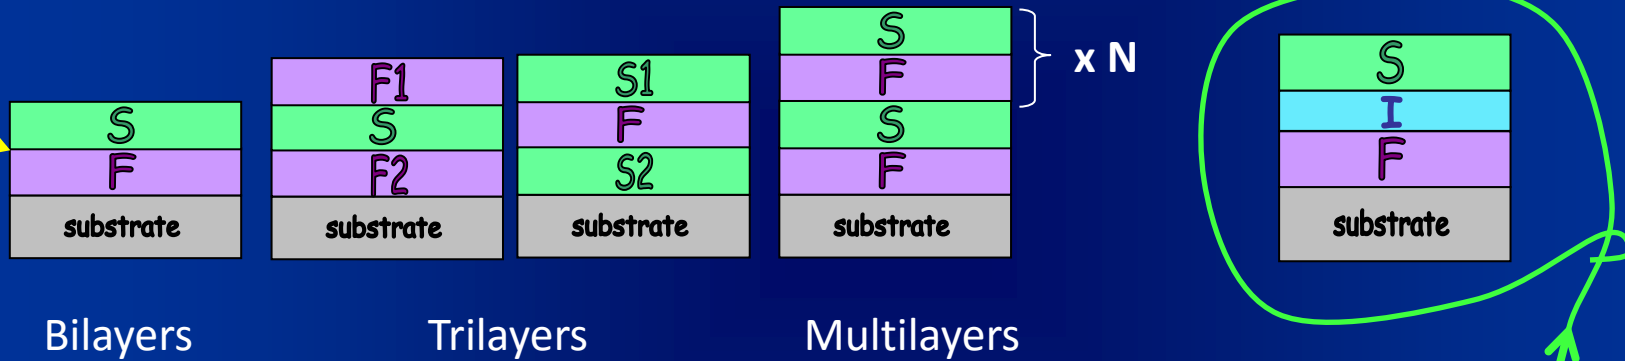 S
F
substrate
F1
S
F2
substrate
S1
F
S2
substrate
S
F
S
F
substrate
x N
S
I
F
substrate
Bilayers
Trilayers
Multilayers